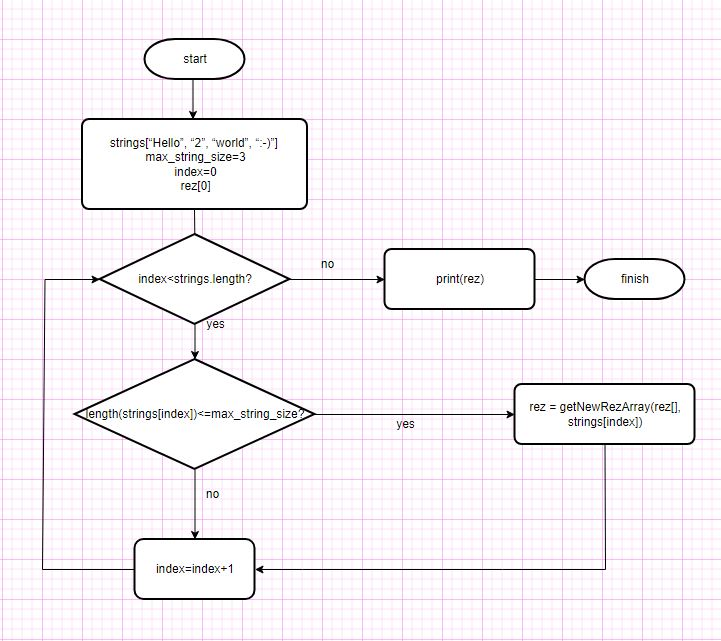 start
strings[“Hello”, “2”, “world”, “:-)”]
max_string_size=3
index=0
rez[0]
index<strings.length?
no
print(rez)
finish
yes
length(strings[index])<=max_string_size?
yes
rez = getNewRezArray(rez[],
strings[index])
no
index=index+1